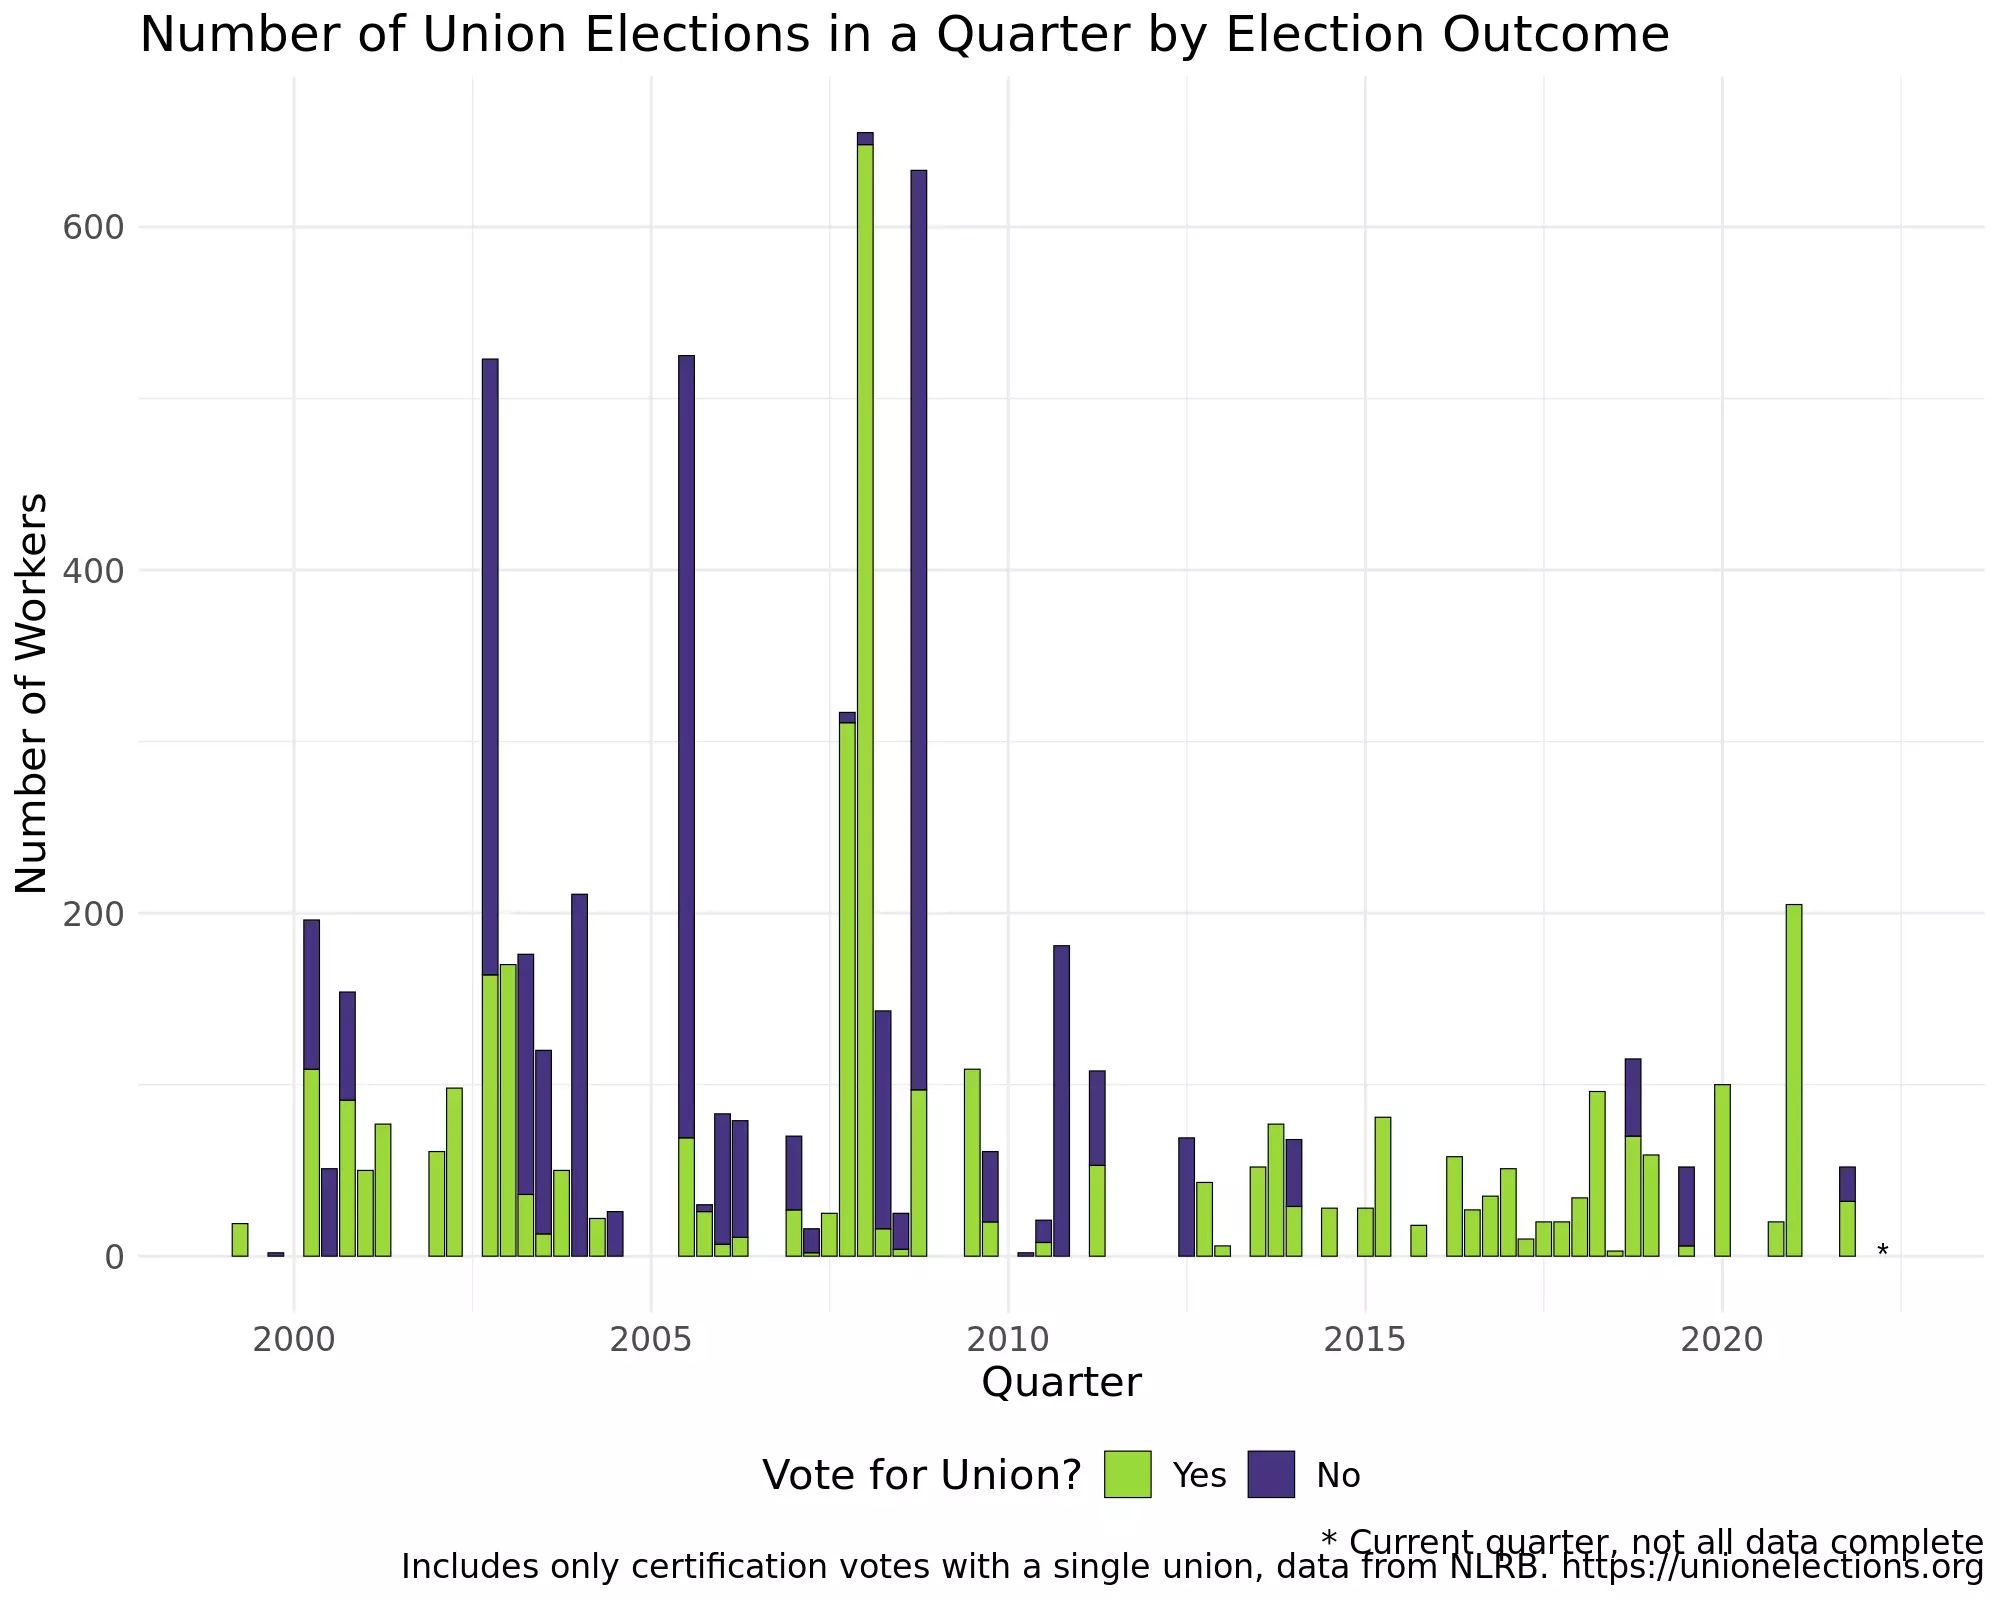 Number of Union Elections in a Quarter by Election Outcome
Number of Workers
600
400
200
0
*
2000 2005 2010 2015 2020
Quarter
Vote for Union? Yes No
* Current quarter, not all data complete
Includes only certification votes with a single union, data from NLRB. https://unionelections.org